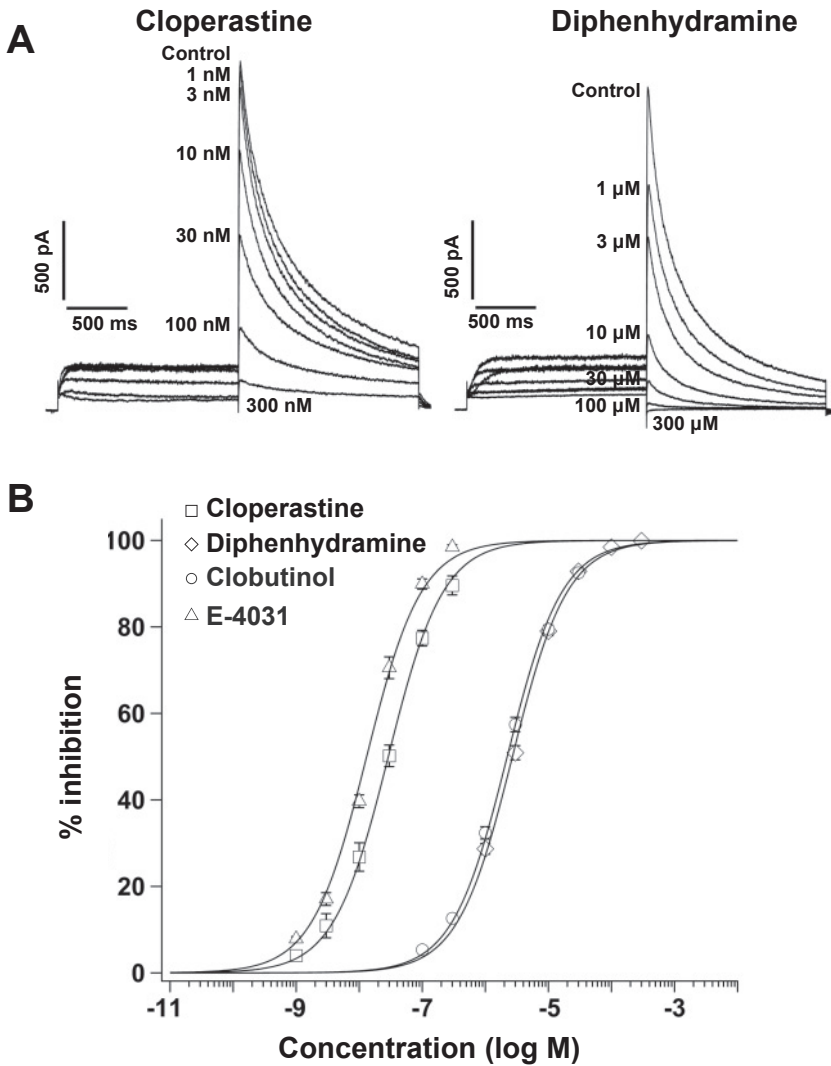 A
Cloperastine
Control
1 nM
3 nM
10 nM
30 nM
100 nM
300 nM
500 pA
500 ms
Diphenhydramine
Control
1 µM
3 µM
10 µM
30 µM
100 µM
300 µM
500 pA
500 ms
B
Cloperastine
Diphenhydramine
Clobutinol
E-4031
100
80
60
40
20
0
% inhibition
-11
-9
-7
-5
-3
Concentration (log M)